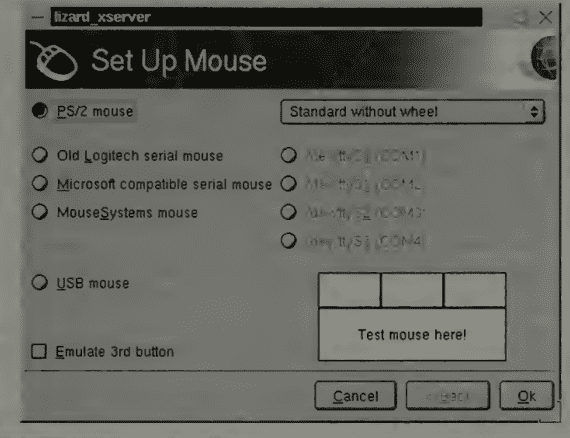 lizard_xserver
Set Up Mouse
PS/2 mouse
Standard without wheel
Old Logitech serial mouse
Microsoft compatible serial mouse
MouseSystems mouse
USB mouse
Test mouse here!
Emulate 3rd button
Cancel
Ok